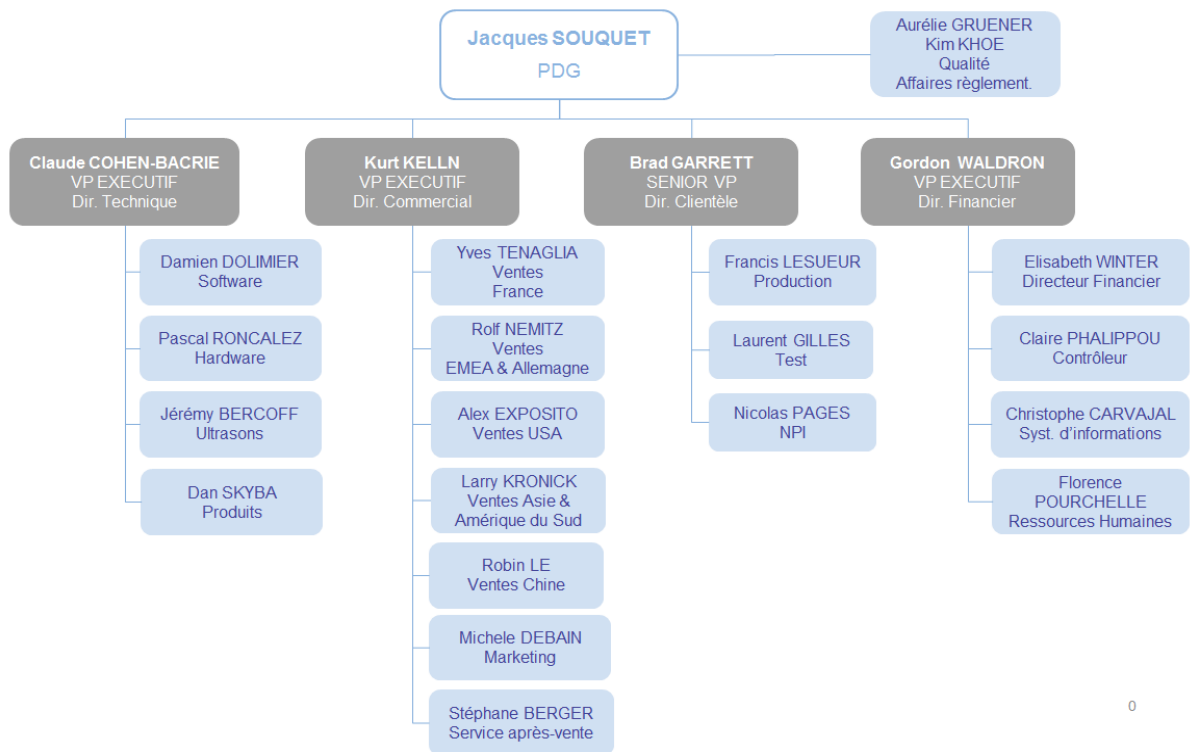 Jacques SOUQUET
PDG
Aurélie GRUENER
Kim KHOE
Qualité
Affaires règlement.
Claude COHEN-BACRIE
VP EXECUTIF
Dir. Technique
Kurt KELLN
VP EXECUTIF
Dir. Commercial
Brad GARRETT
SENIOR VP
Dir. Clientèle
Gordon WALDRON
VP EXECUTIF
Dir. Financier
Damien DOLIMIER
Software
Pascal RONCALEZ
Hardware
Jérémy BERCOFF
Ultrasons
Dan SKYBA
Produits
Yves TENAGLIA
Ventes
France
Rolf NEMITZ
Ventes
EMEA & Allemagne
Alex EXPOSITO
Ventes USA
Larry KRONICK
Ventes Asie &
Amérique du Sud
Robin LE
Ventes Chine
Michele DEBAIN
Marketing
Stéphane BERGER
Service après-vente
Francis LESUEUR
Production
Laurent GILLES
Test
Nicolas PAGES
NPI
Elisabeth WINTER
Directeur Financier
Claire PHALIPPOU
Contrôleur
Christophe CARVAJAL
Syst. d'informations
Florence
POURCHELLE
Ressources Humaines
0